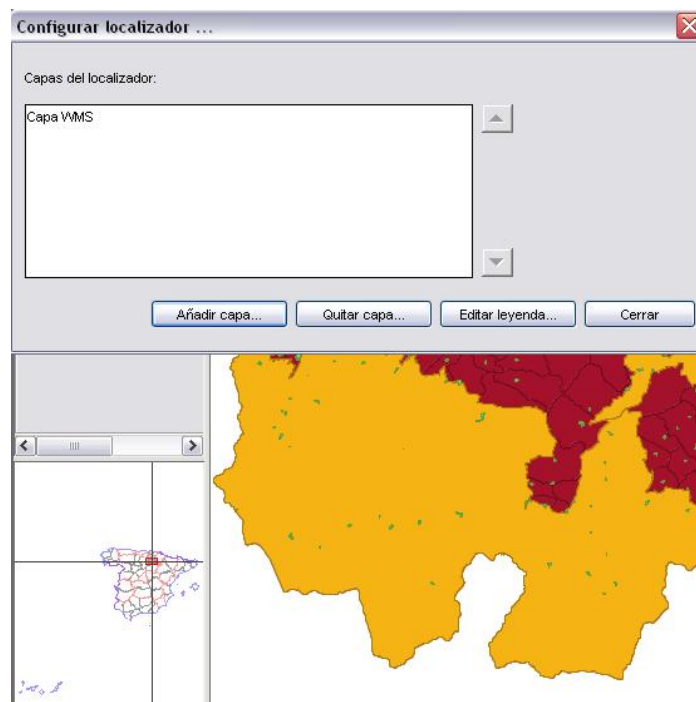 Configurar localizador ...
Capas del localizador:
Capa WMS
Añadir capa...
Quitar capa...
Editar leyenda...
Cerrar